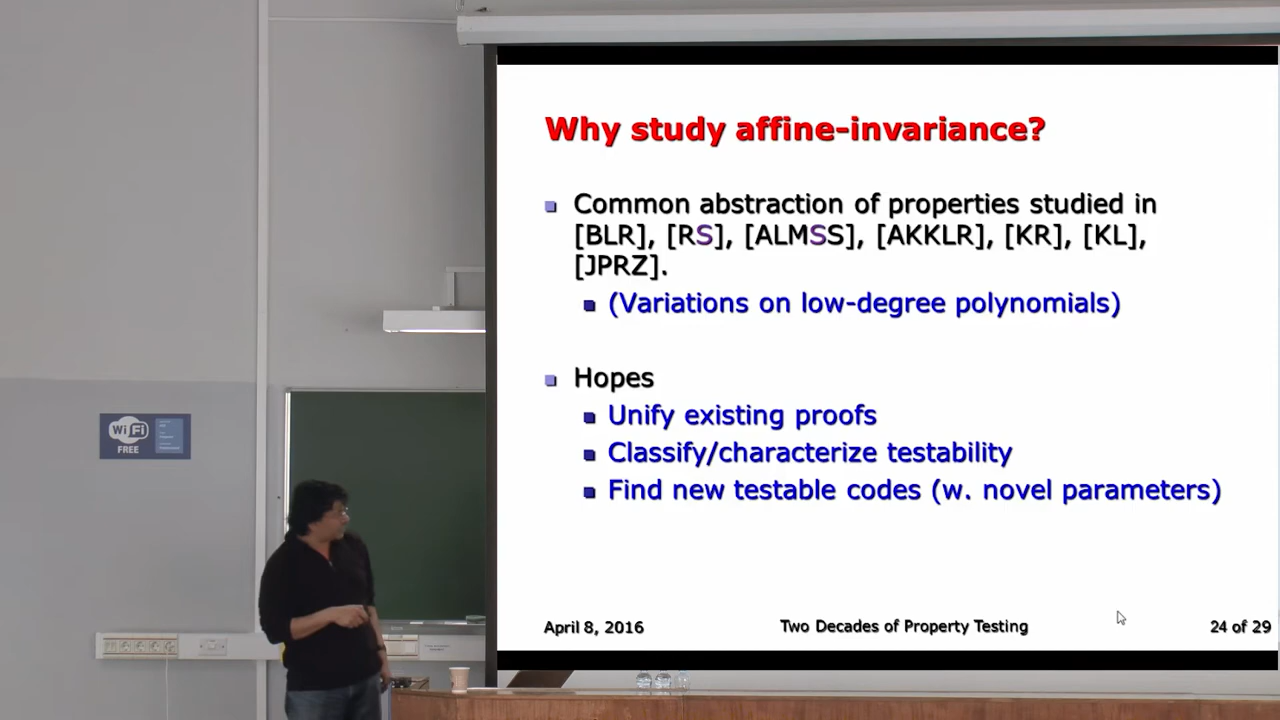 Why study affine-invariance?
Common abstraction of properties studied in
[BLR], [RS], [ALMSS], [AKKLR], [KR], [KL],
[JPRZ].
(Variations on low-degree polynomials)
Hopes
Unify existing proofs
Classify/characterize testability
Find new testable codes (w. novel parameters)
April 8, 2016
Two Decades of Property Testing
24 of 29
WiFi
FREE